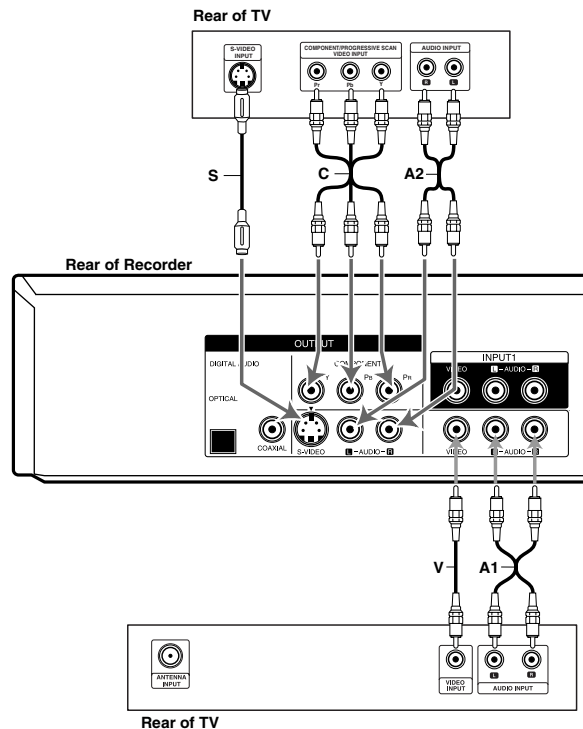 Rear of TV
S-VIDEO
INPUT
COMPONENT/PROGRESSIVE SCAN
VIDEO INPUT
PR PB Y
AUDIO INPUT
R L
S
C
A2
Rear of Recorder
OUTPUT
DIGITAL AUDIO
COMPONENT
Y PB PR
OPTICAL
COAXIAL
S-VIDEO
L - AUDIO - R
INPUT1
VIDEO
L - AUDIO - R
VIDEO
L - AUDIO - R
V
A1
ANTENNA
INPUT
VIDEO
INPUT
L R
AUDIO INPUT
Rear of TV